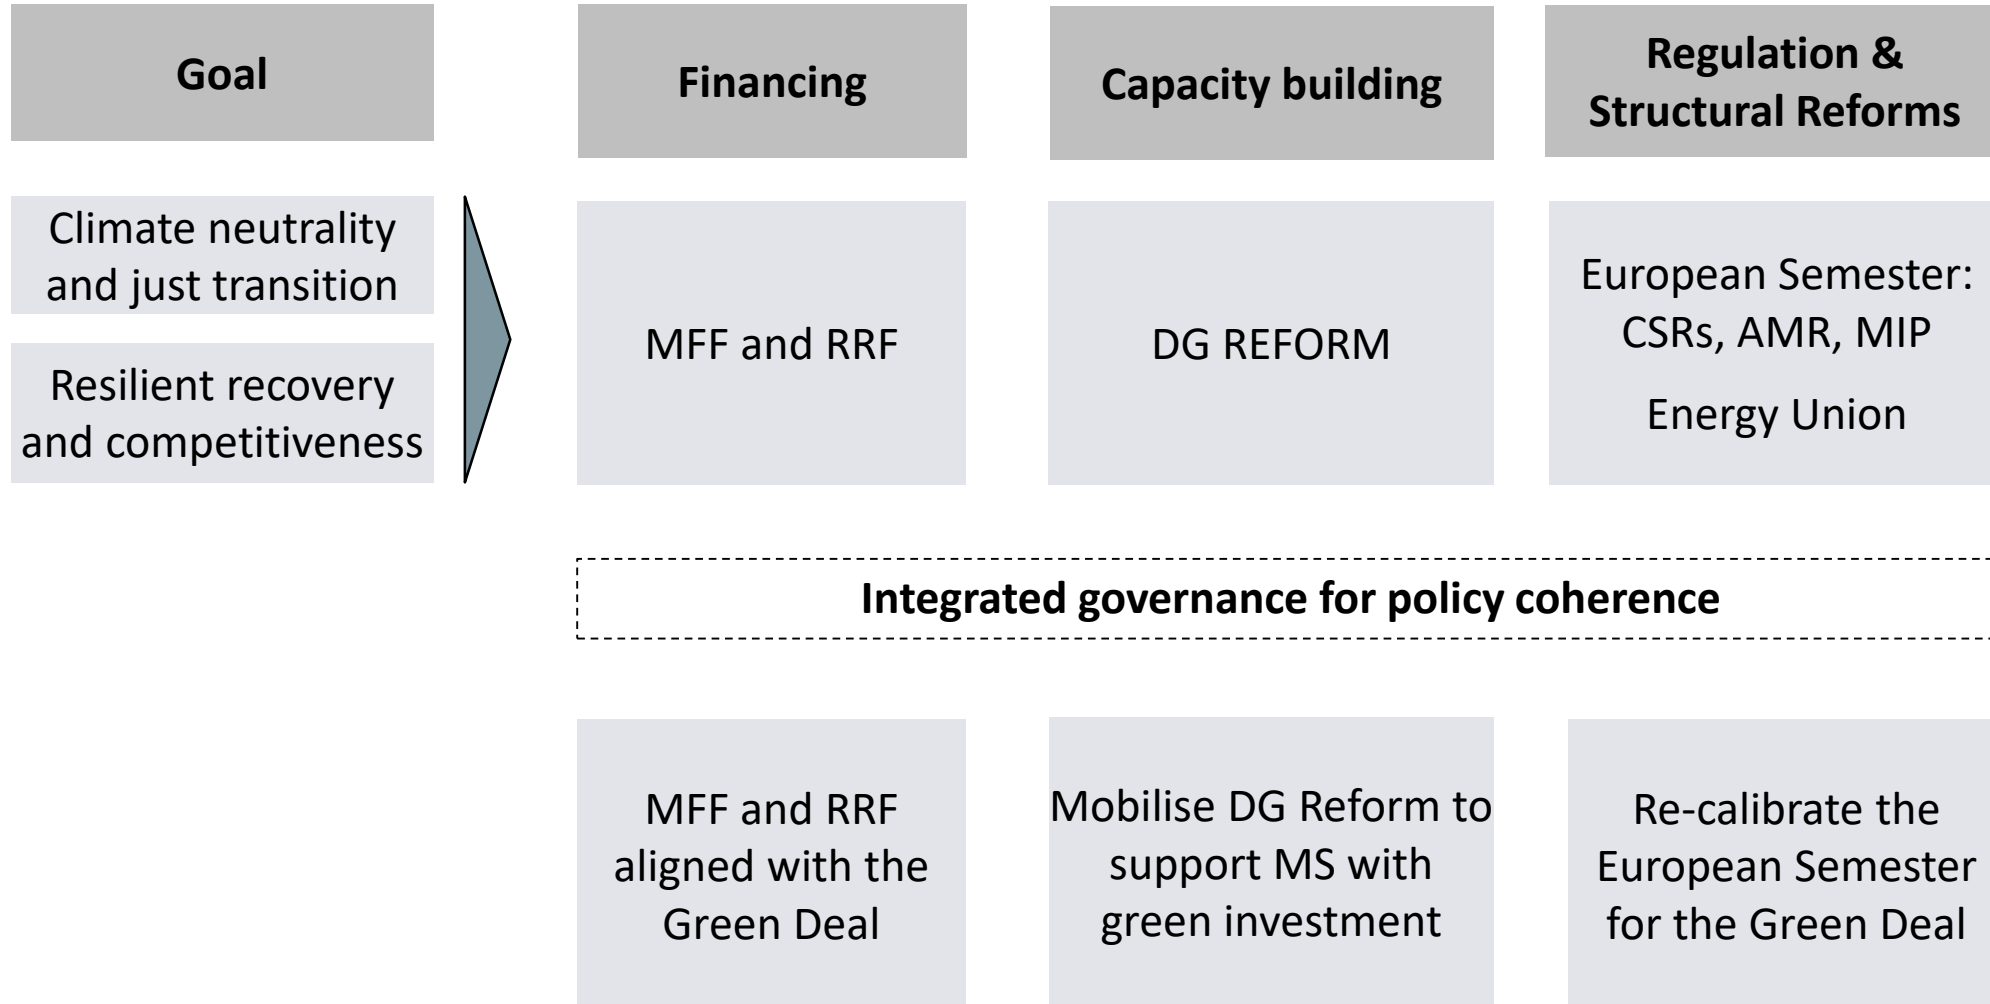 Goal
Financing
Capacity building
Regulation &
Structural Reforms
Climate neutrality
and just transition
Resilient recovery
and competitiveness
MFF and RRF
DG REFORM
European Semester:
CSRs, AMR, MIP
Energy Union
Integrated governance for policy coherence
MFF and RRF
aligned with the
Green Deal
Mobilise DG Reform to
support MS with
green investment
Re-calibrate the
European Semester
for the Green Deal